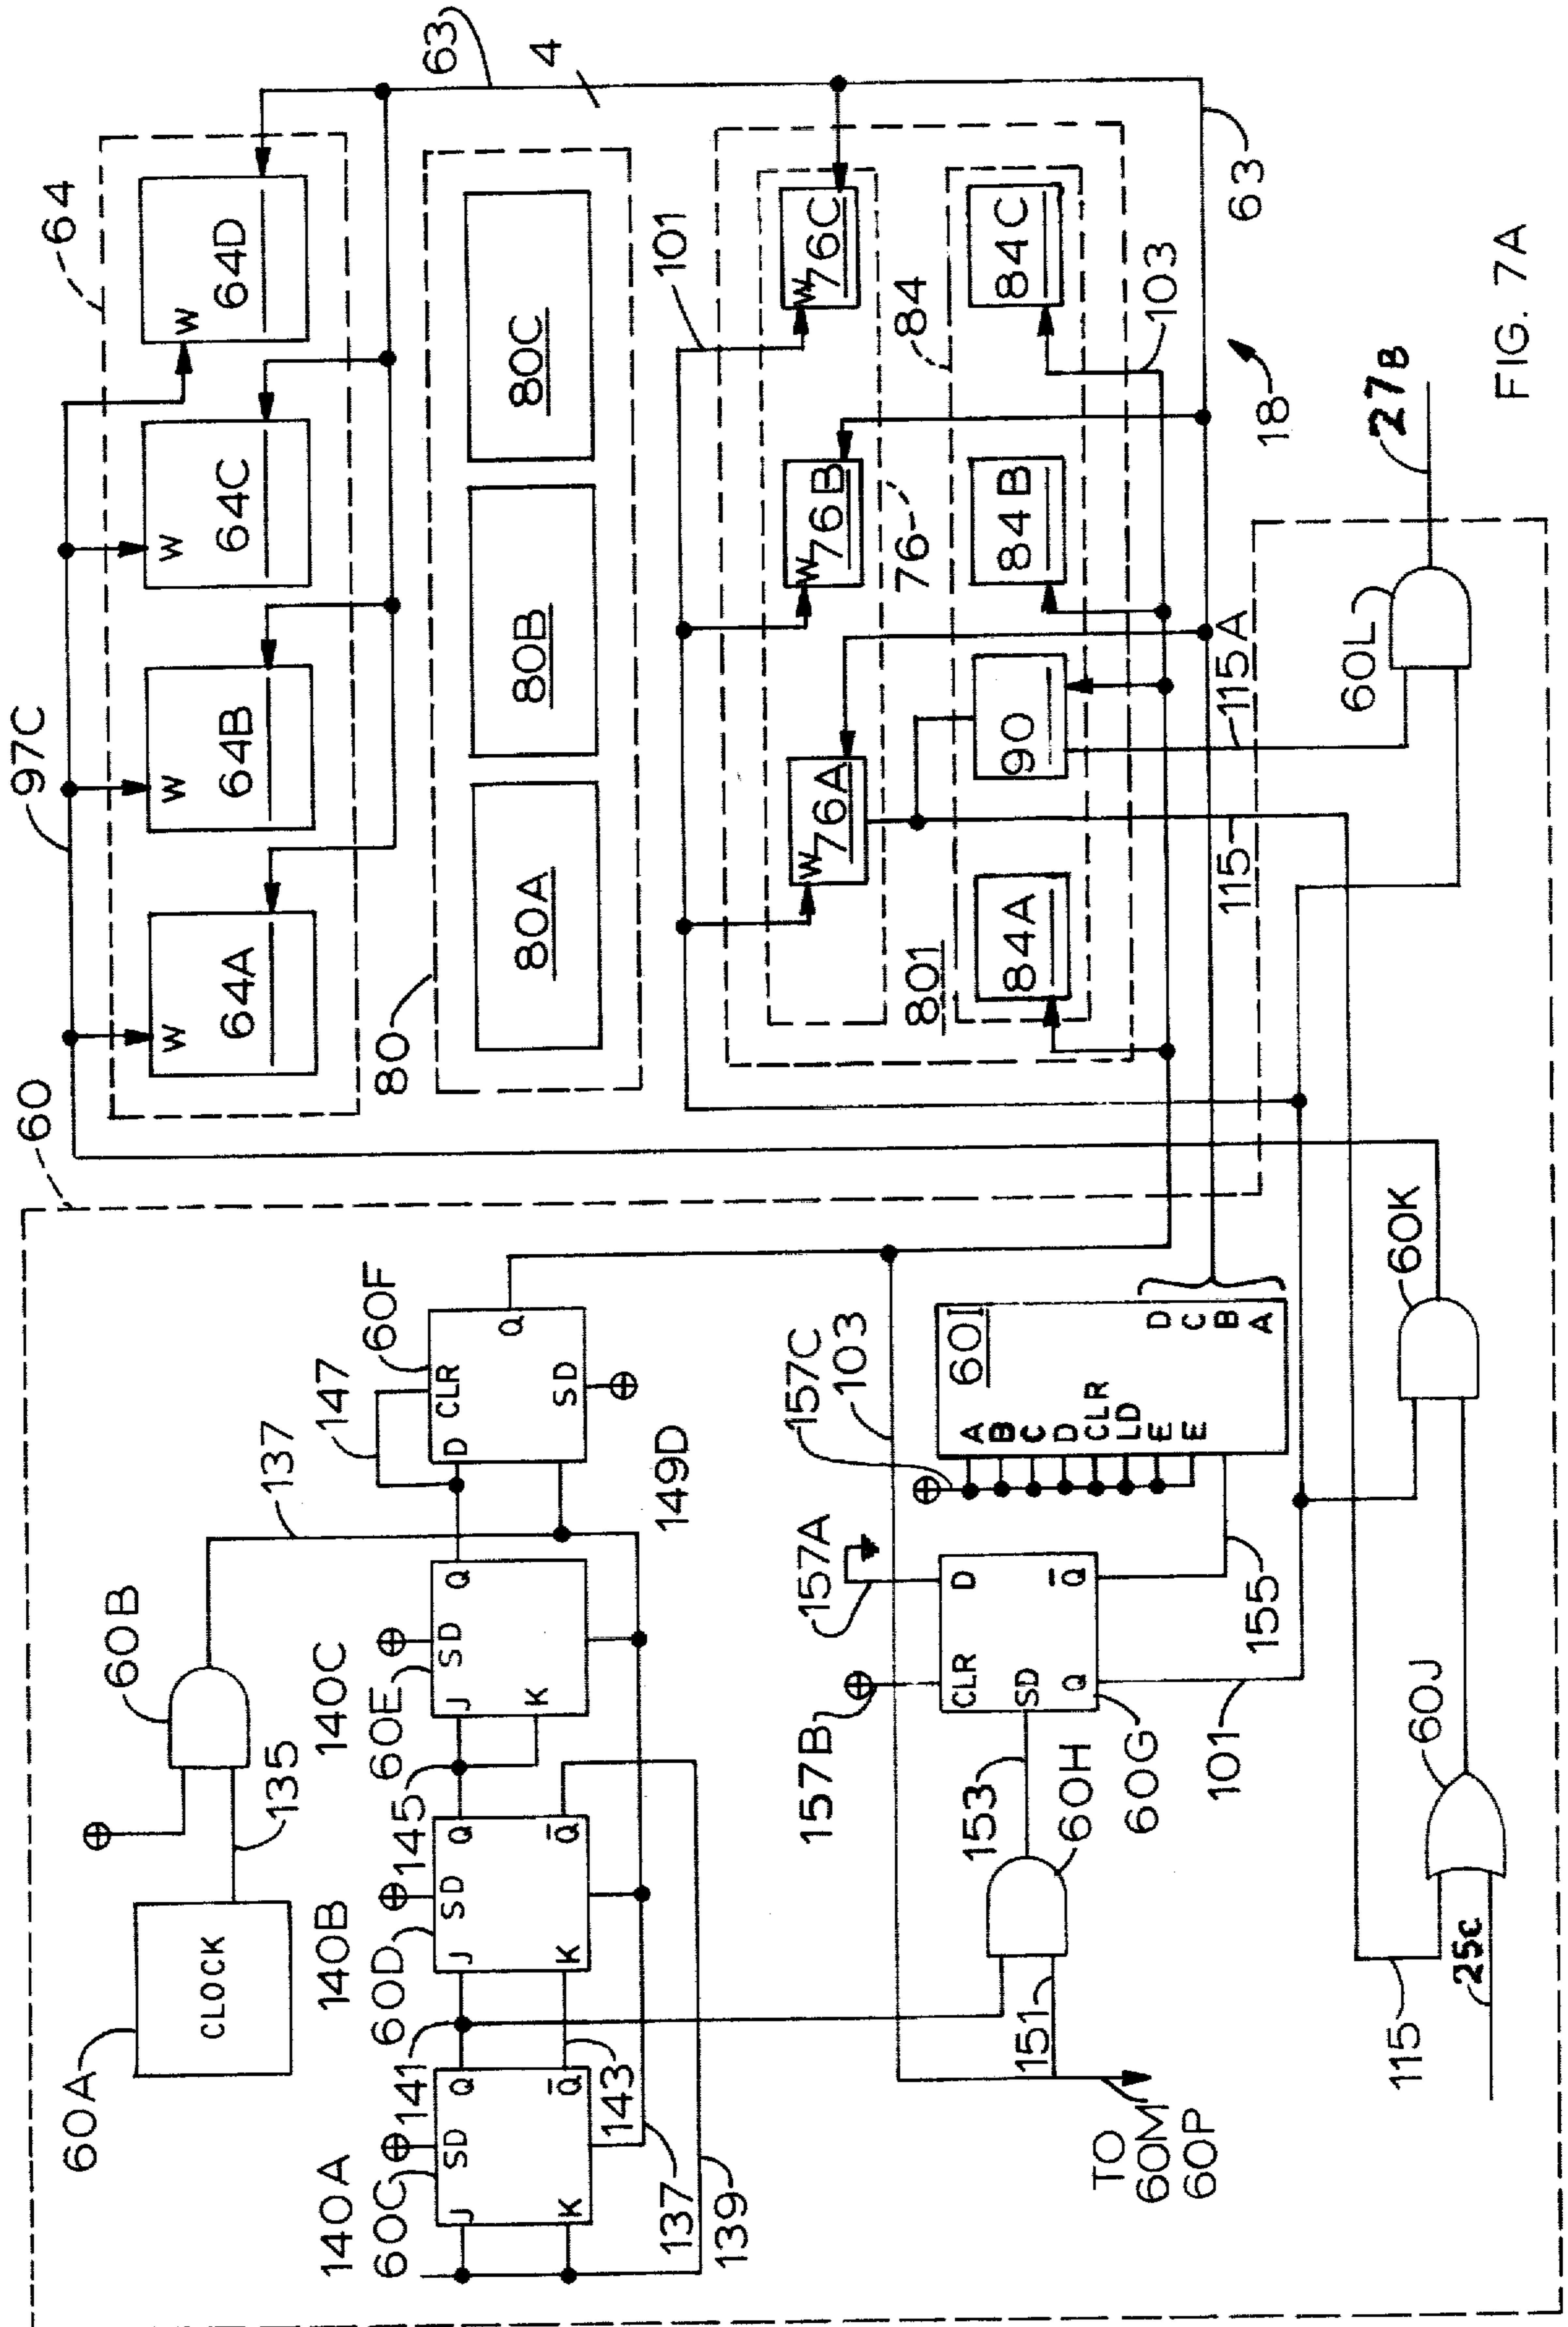 60
97C
64
63
4
W
64A
W
64B
W
64C
W
64D
80
80A
80B
80C
101
W
76A
W
76B
W
76C
76
84
801
84A
90
84B
84C
103
63
18
115
115A
60L
27B
60A
CLOCK
135
60B
137
140A
60C
SD
J
Q
K
Q̅
141
143
137
139
140B
60D
SD
J
Q
K
Q̅
145
140C
60E
SD
J
Q
K
147
60F
D
CLR
Q
SD
149D
157B
157A
157C
103
CLR
D
SD
Q
Q̅
60G
153
60H
151
155
101
60I
A
B
C
D
CLR
LD
E
E
D
C
B
A
TO
60M
60P
115
25C
60J
60K
FIG. 7A